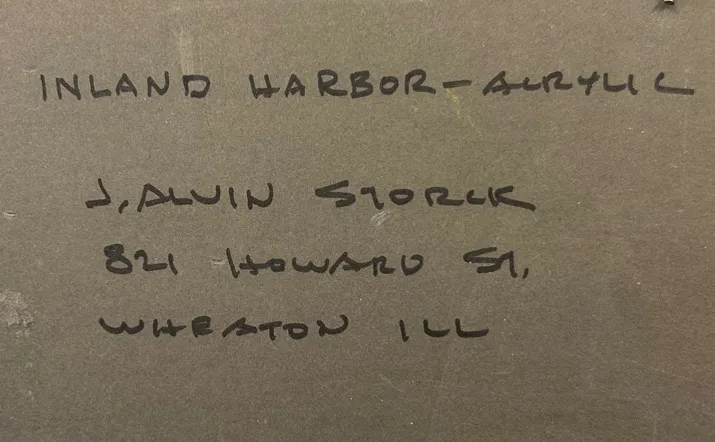 INLAND HARBOR - ACRYLIC
J. ALVIN STORCK
821 HOWARD ST.
WHEATON ILL